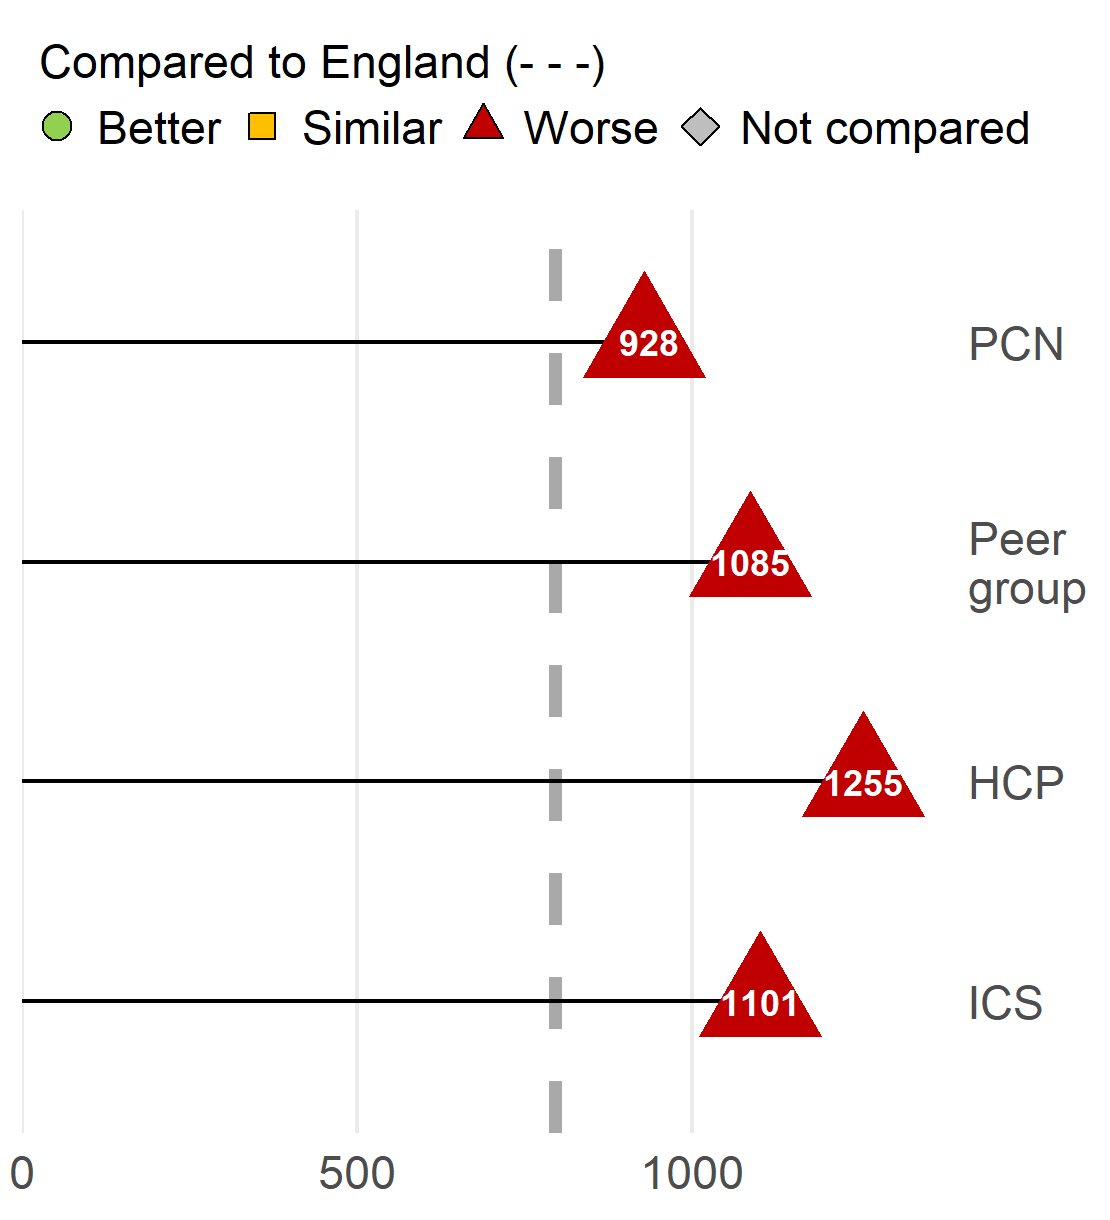 Compared to England (- - -)
Better Similar Worse Not compared
928 PCN
Peer
1085
group
1255 HCP
1101 ICS
0 500 1000